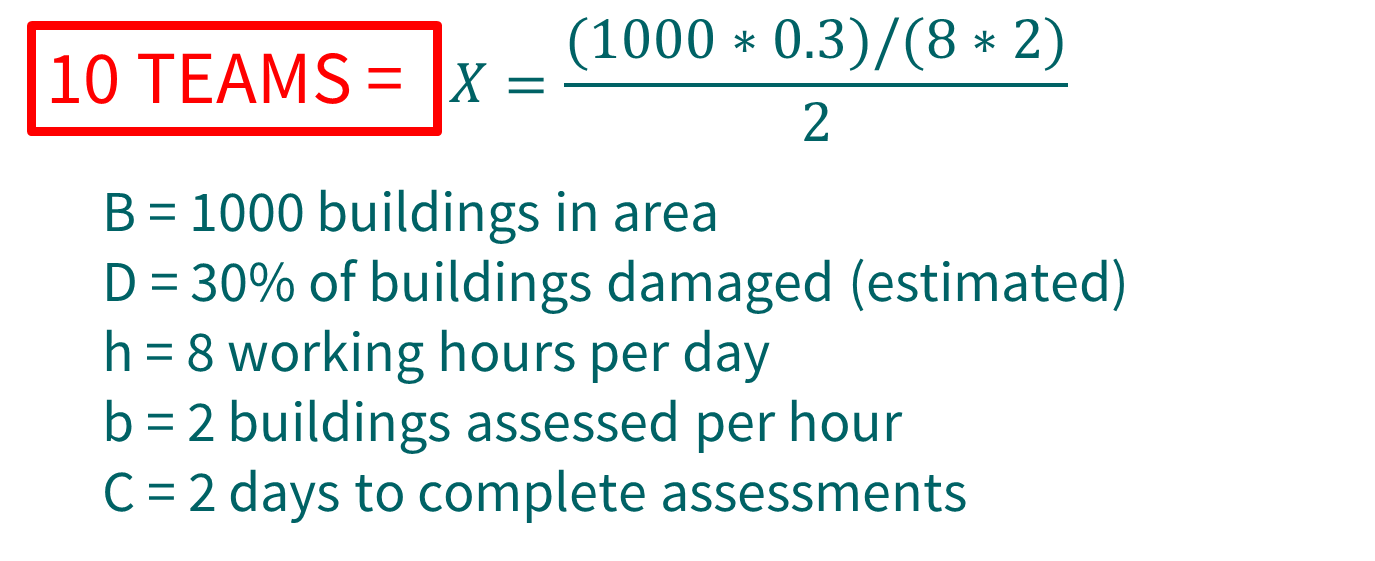 10 TEAMS = X = (1000 * 0.3)/(8 * 2)
2
B = 1000 buildings in area
D = 30% of buildings damaged (estimated)
h = 8 working hours per day
b = 2 buildings assessed per hour
C = 2 days to complete assessments